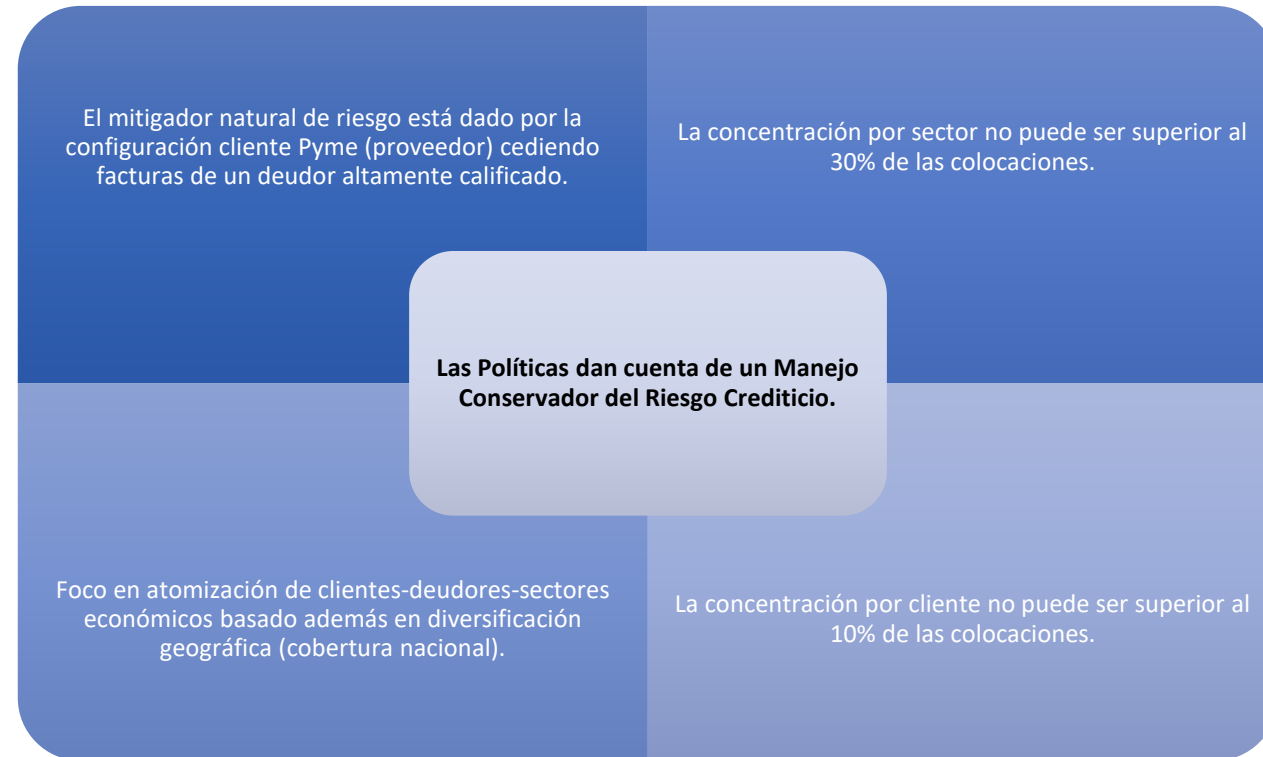 El mitigador natural de riesgo está dado por la
configuración cliente Pyme (proveedor) cediendo
facturas de un deudor altamente calificado.
La concentración por sector no puede ser superior al
30% de las colocaciones.
Las Políticas dan cuenta de un Manejo
Conservador del Riesgo Crediticio.
Foco en atomización de clientes-deudores-sectores
económicos basado además en diversificación
geográfica (cobertura nacional).
La concentración por cliente no puede ser superior al
10% de las colocaciones.